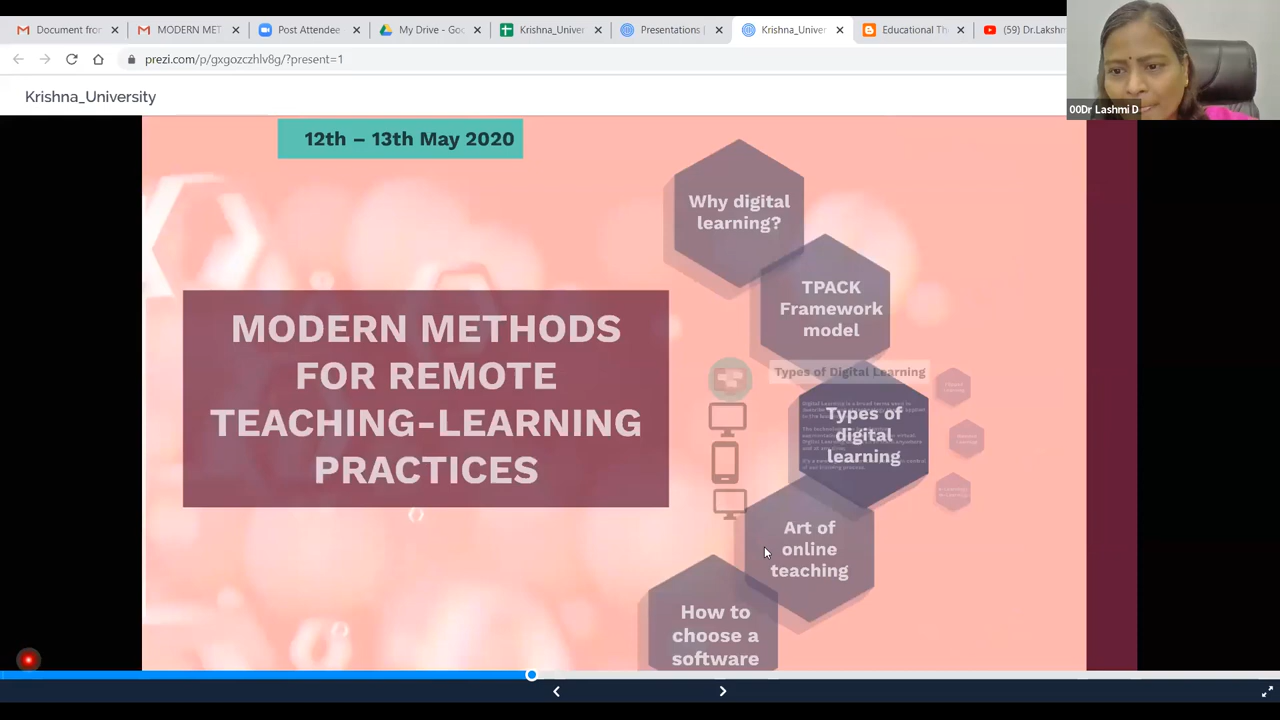 Document from
MODERN MET
Post Attendee
My Drive - Goo
Krishna_Univer
Presentations |
Krishna_Univer
Educational Th
(59) Dr.Lakshm
prezi.com/p/gxgozczhlv8g/?present=1
Krishna_University
00Dr Lashmi D
12th – 13th May 2020
Why digital
learning?
TPACK
Framework
model
MODERN METHODS
FOR REMOTE
TEACHING-LEARNING
PRACTICES
Types of Digital Learning
Types of
digital
learning
Art of
online
teaching
How to
choose a
software